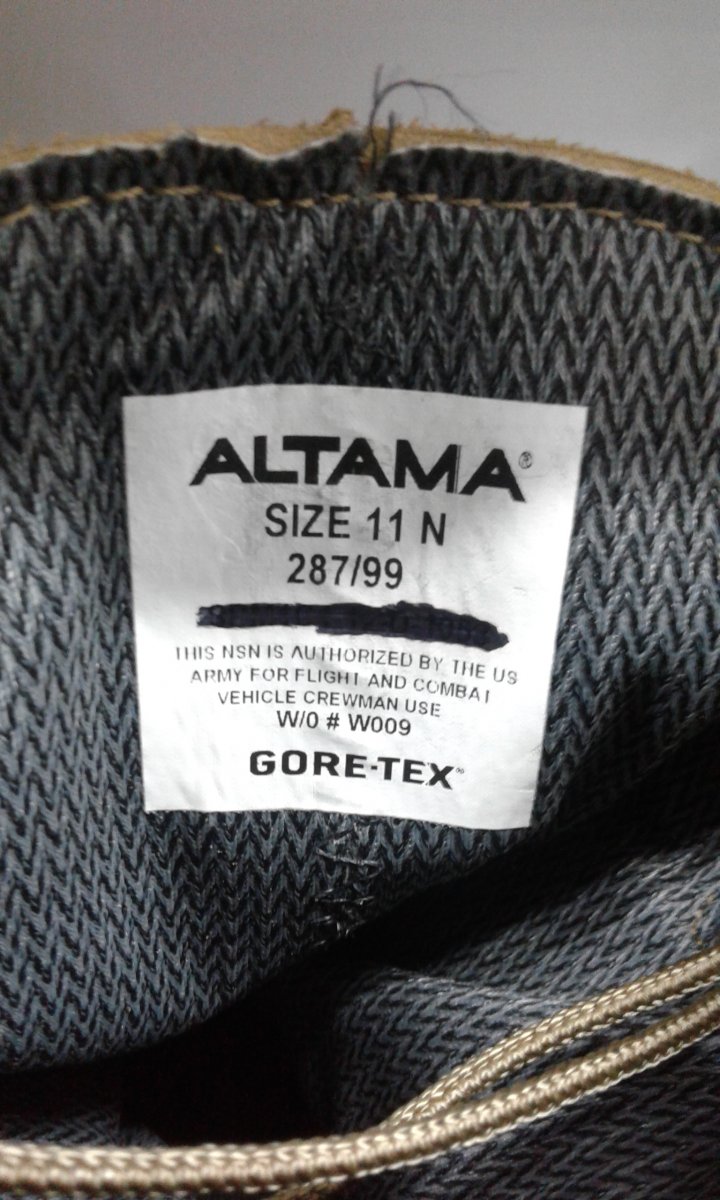 ALTAMA®
SIZE 11 N
287/99
THIS NSN IS AUTHORIZED BY THE US
ARMY FOR FLIGHT AND COMBAT
VEHICLE CREWMAN USE
W/0 # W009
GORE-TEX®